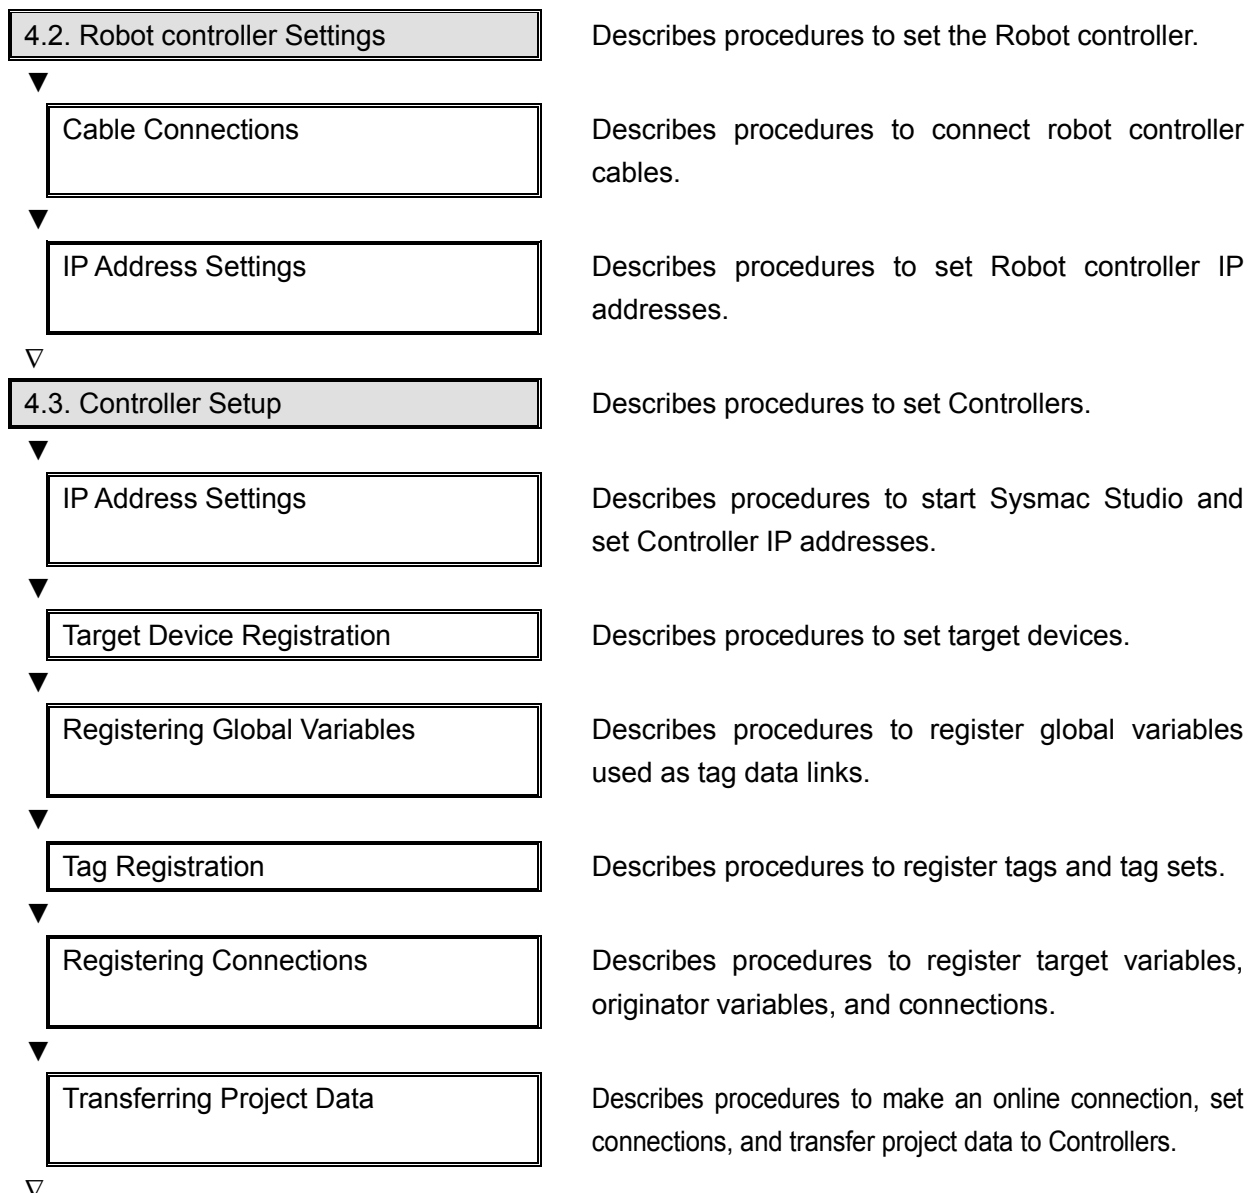 4.2. Robot controller Settings
Describes procedures to set the Robot controller.
▼
Cable Connections
Describes procedures to connect robot controller
cables.
▼
IP Address Settings
Describes procedures to set Robot controller IP
addresses.
∇
4.3. Controller Setup
Describes procedures to set Controllers.
▼
IP Address Settings
Describes procedures to start Sysmac Studio and
set Controller IP addresses.
▼
Target Device Registration
Describes procedures to set target devices.
▼
Registering Global Variables
Describes procedures to register global variables
used as tag data links.
▼
Tag Registration
Describes procedures to register tags and tag sets.
▼
Registering Connections
Describes procedures to register target variables,
originator variables, and connections.
▼
Transferring Project Data
Describes procedures to make an online connection, set
connections, and transfer project data to Controllers.
∇